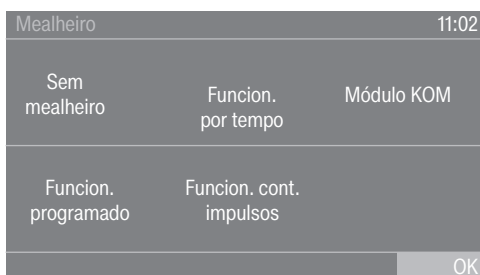 Mealheiro 11:02
Sem
mealheiro
Funcion.
por tempo
Módulo KOM
Funcion.
programado
Funcion. cont.
impulsos
OK